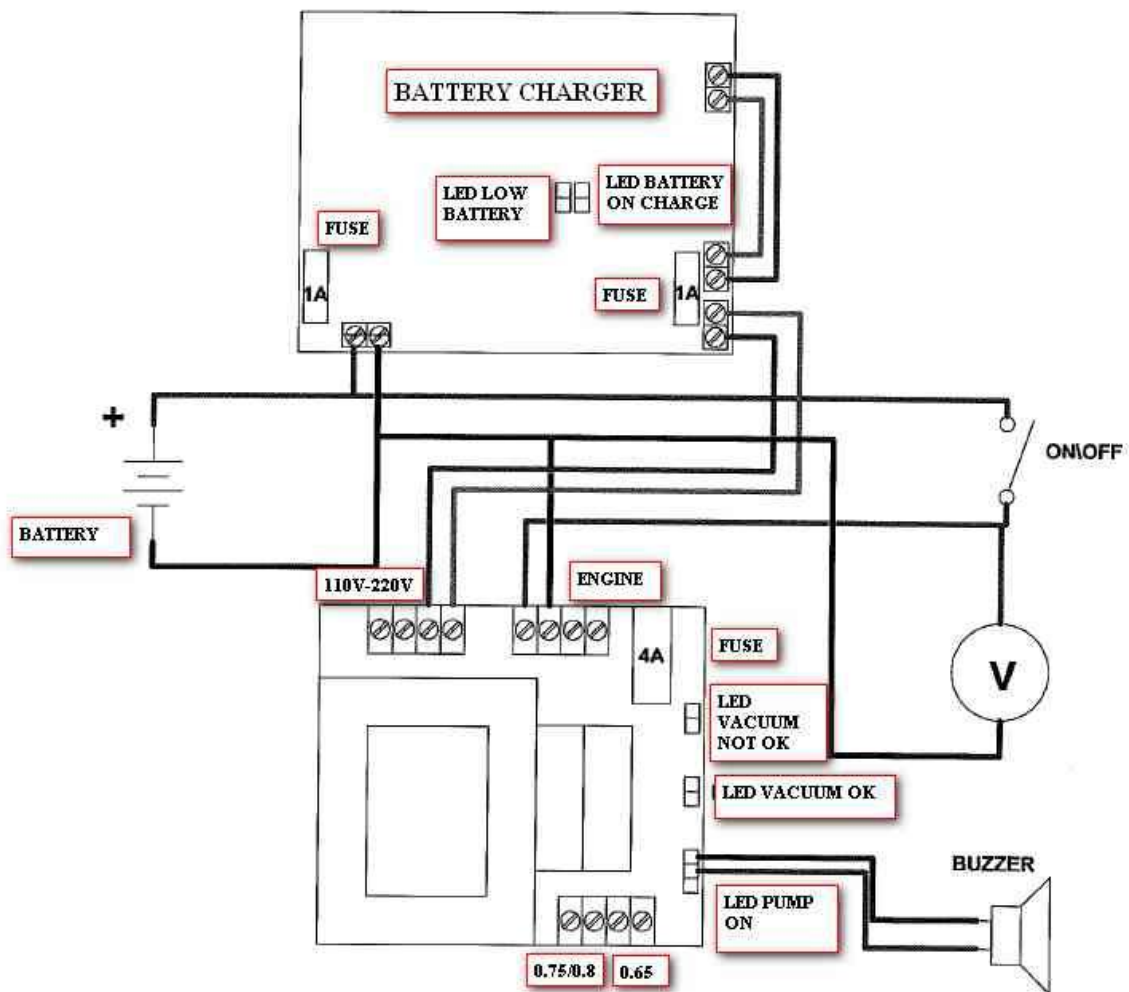 BATTERY CHARGER
LED LOW
BATTERY
LED BATTERY
ON CHARGE
FUSE
1A
FUSE
1A
+
ON\OFF
BATTERY
110V-220V
ENGINE
4A
FUSE
V
LED
VACUUM
NOT OK
LED VACUUM OK
BUZZER
LED PUMP
ON
0.75/0.8
0.65